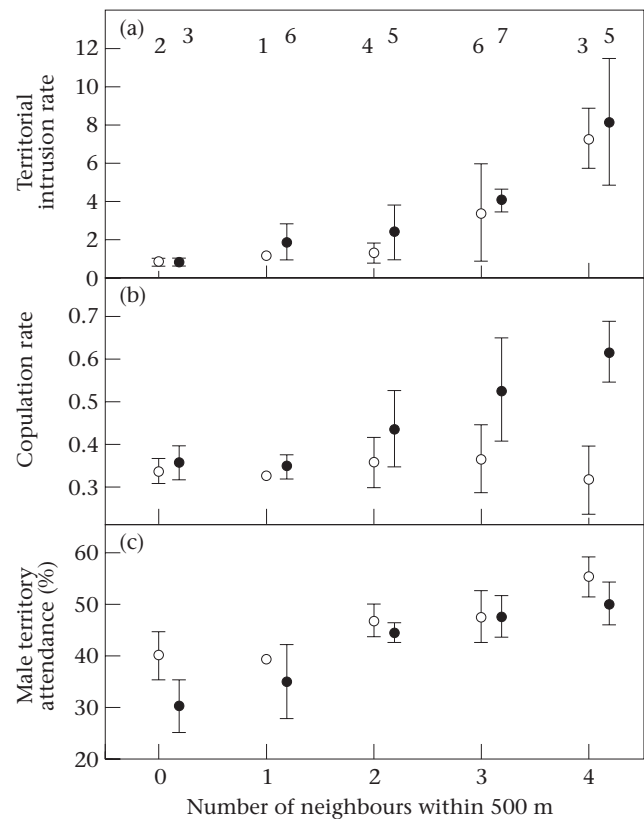 (a)
2 3 1 6 4 5 6 7 3 5
12
10
8
6
4
2
0
Territorial
intrusion rate
(b)
0.7
0.6
0.5
0.4
0.3
Copulation rate
(c)
60
50
40
30
20
Male territory
attendance (%)
0 1 2 3 4
Number of neighbours within 500 m